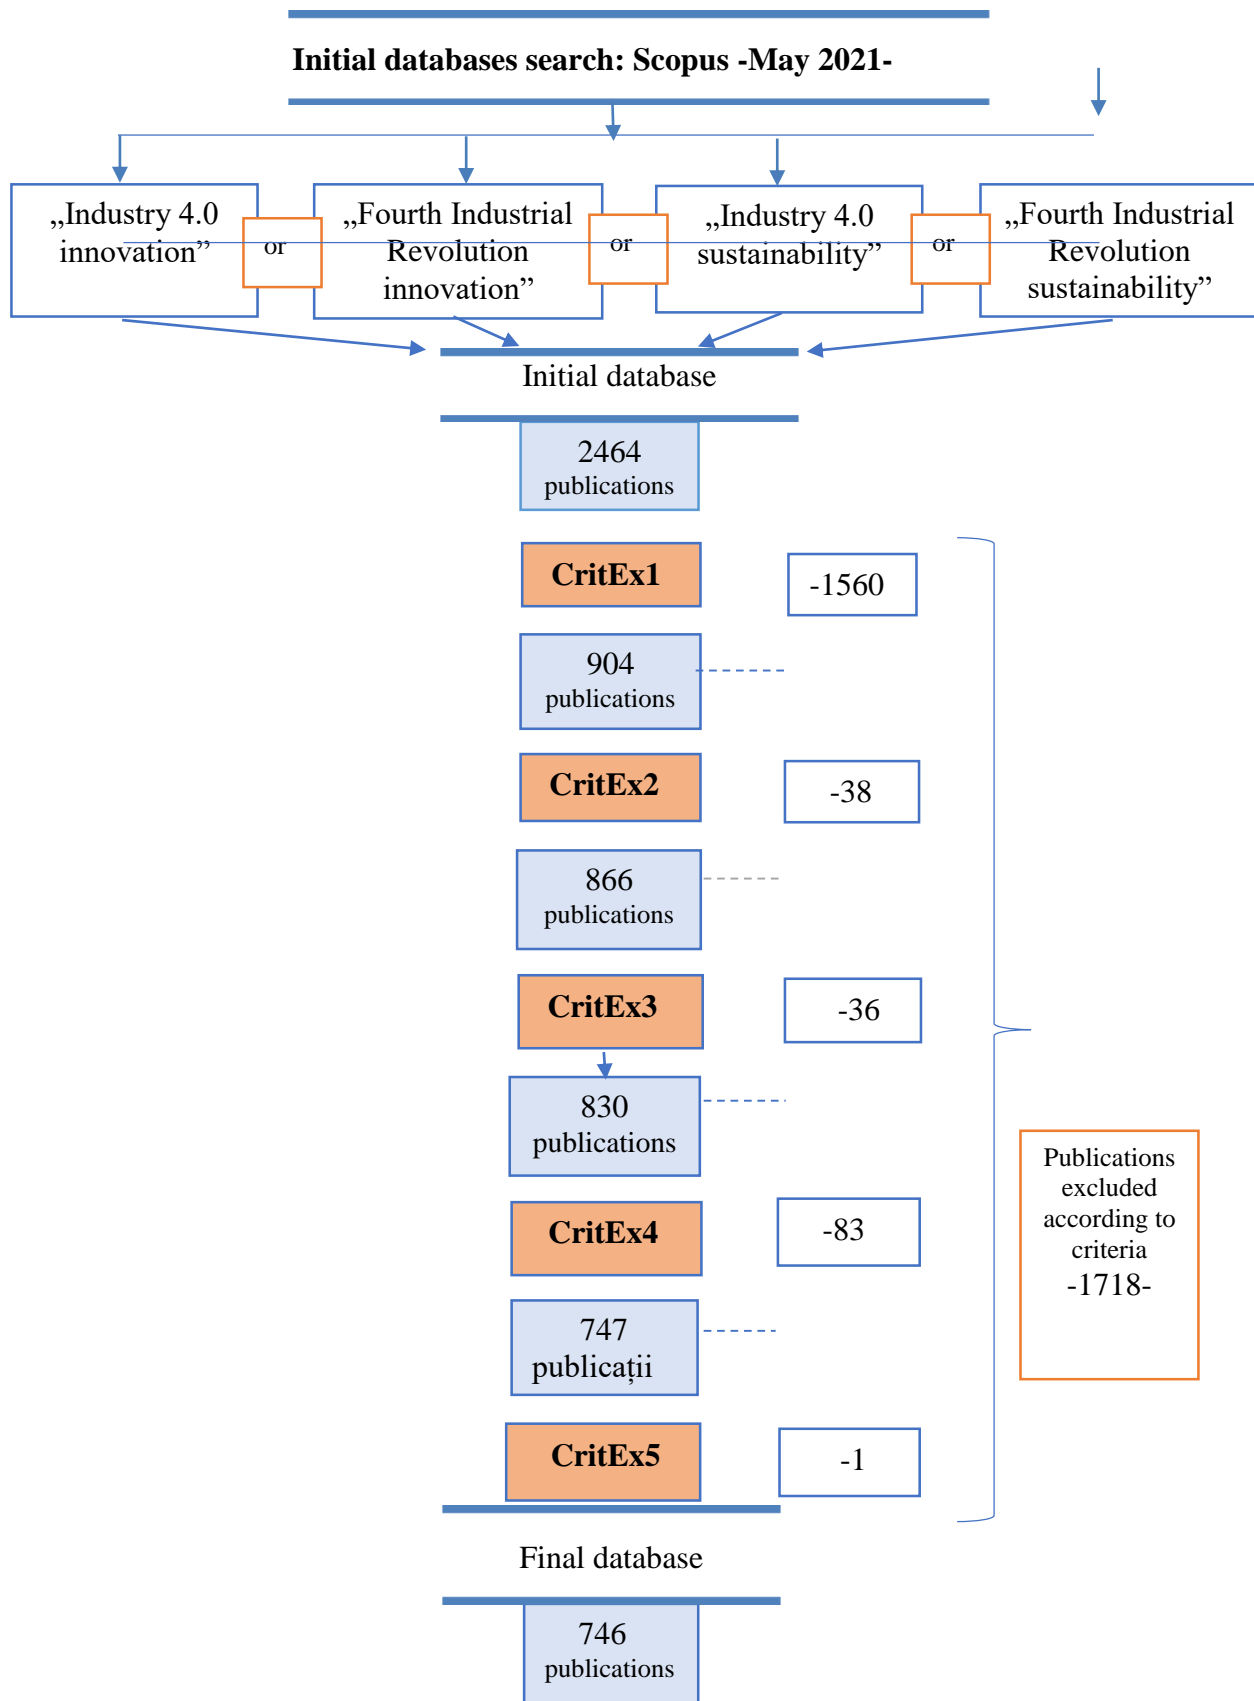 Initial databases search: Scopus -May 2021-
„Industry 4.0
innovation”
or
„Fourth Industrial
Revolution
innovation”
or
„Industry 4.0
sustainability”
or
„Fourth Industrial
Revolution
sustainability”
Initial database
2464
publications
CritEx1
-1560
904
publications
CritEx2
-38
866
publications
CritEx3
-36
830
publications
CritEx4
-83
Publications
excluded
according to
criteria
-1718-
747
publicații
CritEx5
-1
Final database
746
publications